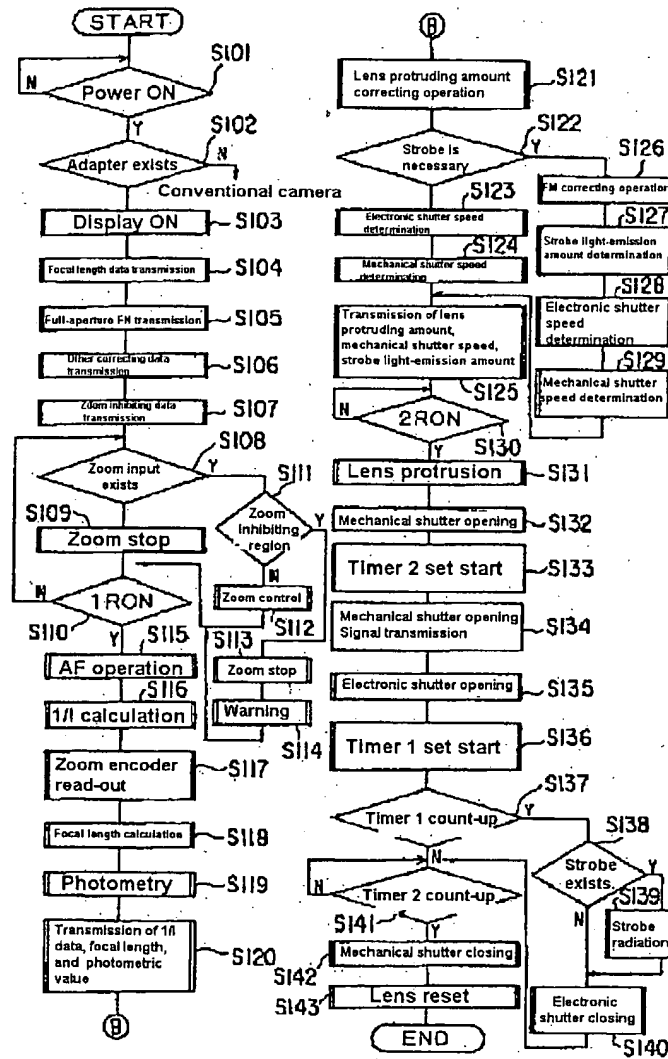 START
S101
N
Power ON
Y
S102
Adapter exists
N
Conventional camera
Display ON
S103
Focal length data transmission
S104
Full-aperture FN transmission
S105
Other correcting data
transmission
S106
Zoom inhibiting data
transmission
S107
S108
Zoom input
exists
Y
S109
Zoom stop
S111
Zoom
inhibiting
region
Y
N
Zoom control
S112
N
1 RON
S110
Y
S113
Zoom stop
Warning
S114
S115
AF operation
S116
1/l calculation
Zoom encoder
read-out
S117
Focal length calculation
S118
Photometry
S119
Transmission of 1/l
data, focal length,
and photometric
value
S120
B
B
Lens protruding amount
correcting operation
S121
S122
Strobe is
necessary
Y
S123
Electronic shutter speed
determination
S124
Mechanical shutter speed
determination
S126
FM correcting operation
S127
Strobe light-emission
amount determination
S128
Electronic shutter
speed
determination
S129
Mechanical shutter
speed determination
Transmission of lens
protruding amount,
mechanical shutter speed,
strobe light-emission amount
S125
N
2 RON
S130
Y
Lens protrusion
S131
Mechanical shutter opening
S132
Timer 2 set start
S133
Mechanical shutter opening
Signal transmission
S134
Electronic shutter opening
S135
Timer 1 set start
S136
S137
Timer 1 count-up
Y
N
S138
Strobe
exists.
Y
N
S139
Strobe
radiation
Electronic
shutter closing
S140
N
Timer 2 count-up
S141
Y
Mechanical shutter closing
S142
Lens reset
S143
END